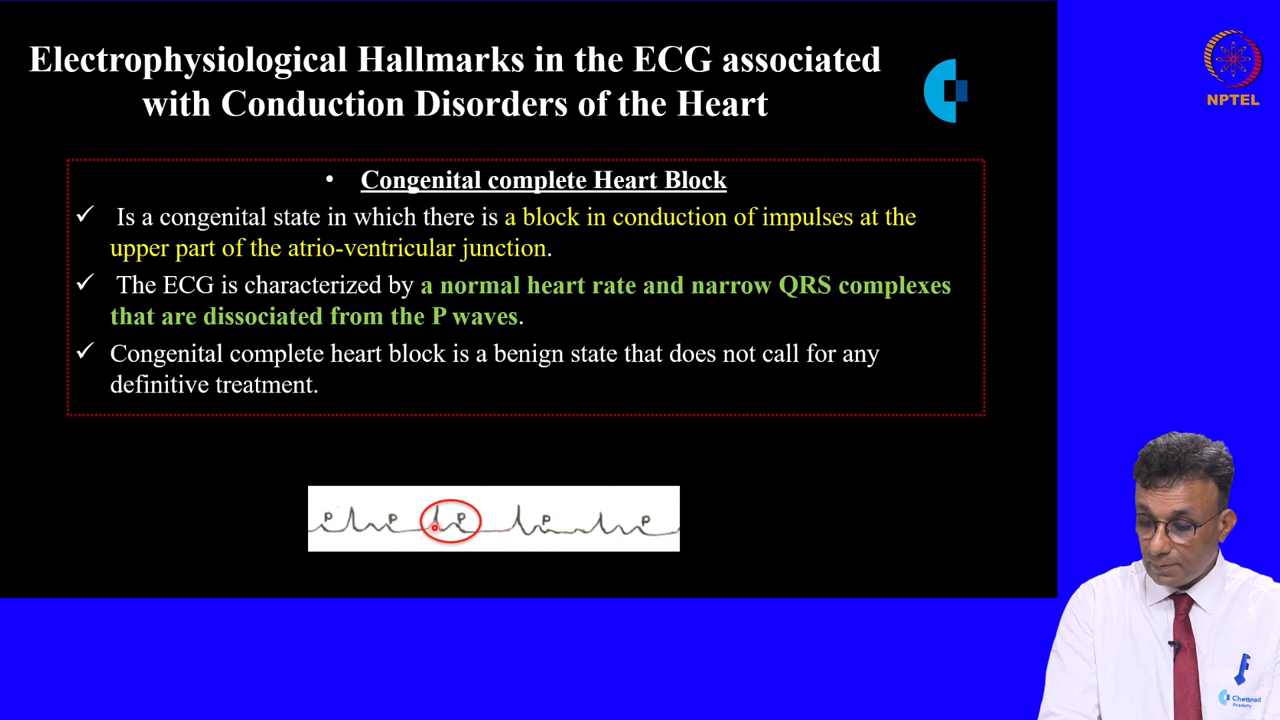 Electrophysiological Hallmarks in the ECG associated
with Conduction Disorders of the Heart
NPTEL
• Congenital complete Heart Block
✓ Is a congenital state in which there is a block in conduction of impulses at the
upper part of the atrio-ventricular junction.
✓ The ECG is characterized by a normal heart rate and narrow QRS complexes
that are dissociated from the P waves.
✓ Congenital complete heart block is a benign state that does not call for any
definitive treatment.
P P P P P
Chettinad
Academy